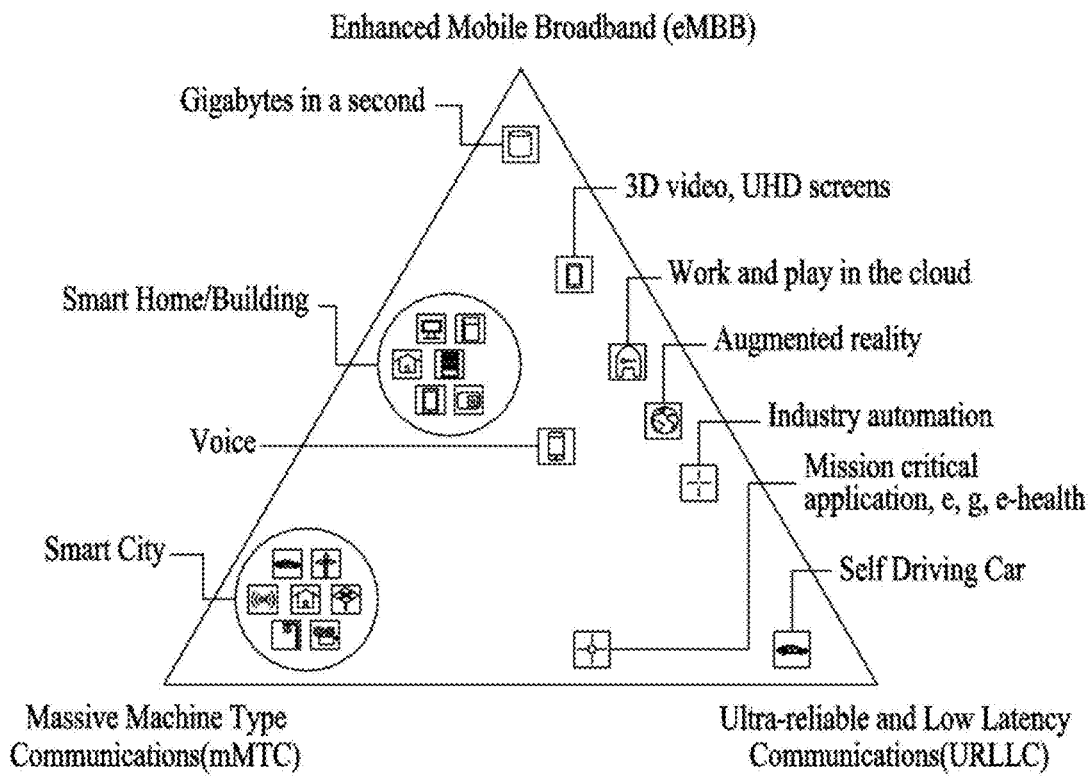 Enhanced Mobile Broadband (eMBB)
Gigabytes in a second
3D video, UHD screens
Work and play in the cloud
Smart Home/Building
Augmented reality
Industry automation
Voice
Mission critical
application, e, g, e-health
Smart City
Self Driving Car
Massive Machine Type
Communications(mMTC)
Ultra-reliable and Low Latency
Communications(URLLC)